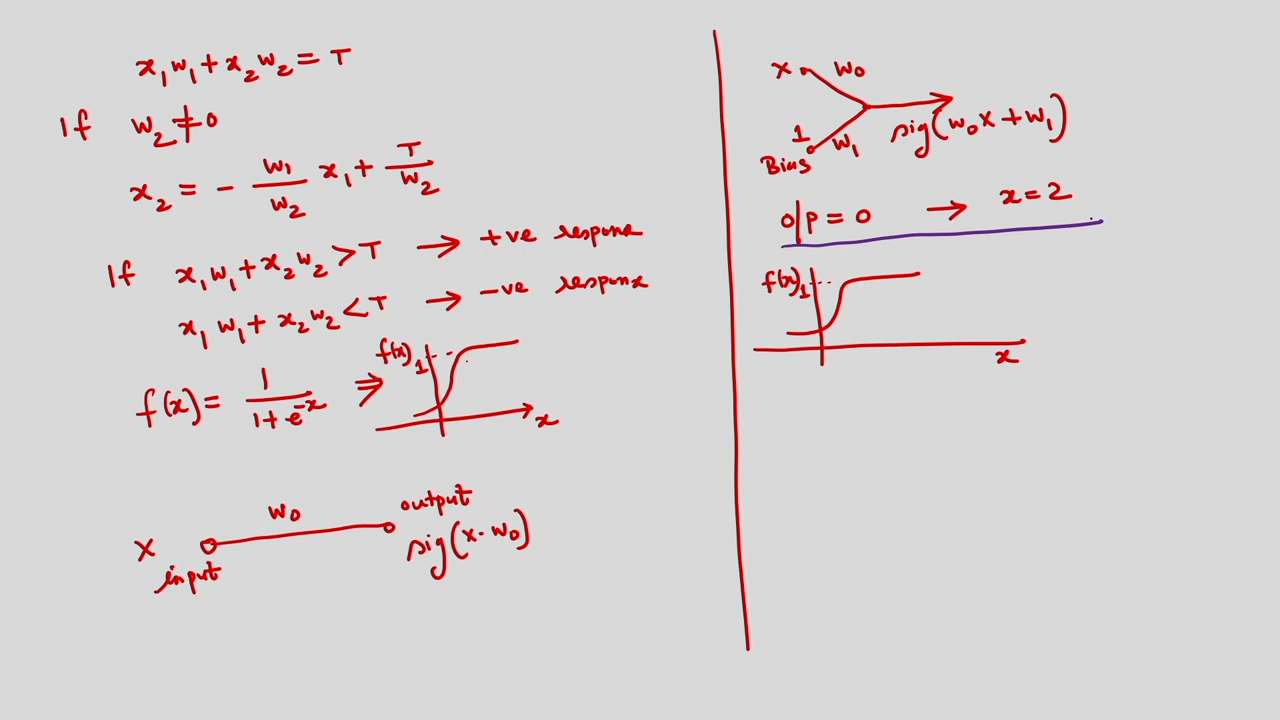 x₁w₁ + x₂w₂ = T
If w₂ ≠ 0
x₂ = - w₁/w₂ x₁ + T/w₂
If x₁w₁ + x₂w₂ > T → +ve response
x₁w₁ + x₂w₂ < T → -ve response
f(x) = 1/(1 + e^-x) ⇒
f(x)
1
x
w₀
x
input
output
sig(x·w₀)
x
w₀
1
Bias
w₁
sig(w₀x + w₁)
o|p = 0 → x = 2
f(x)
1
x